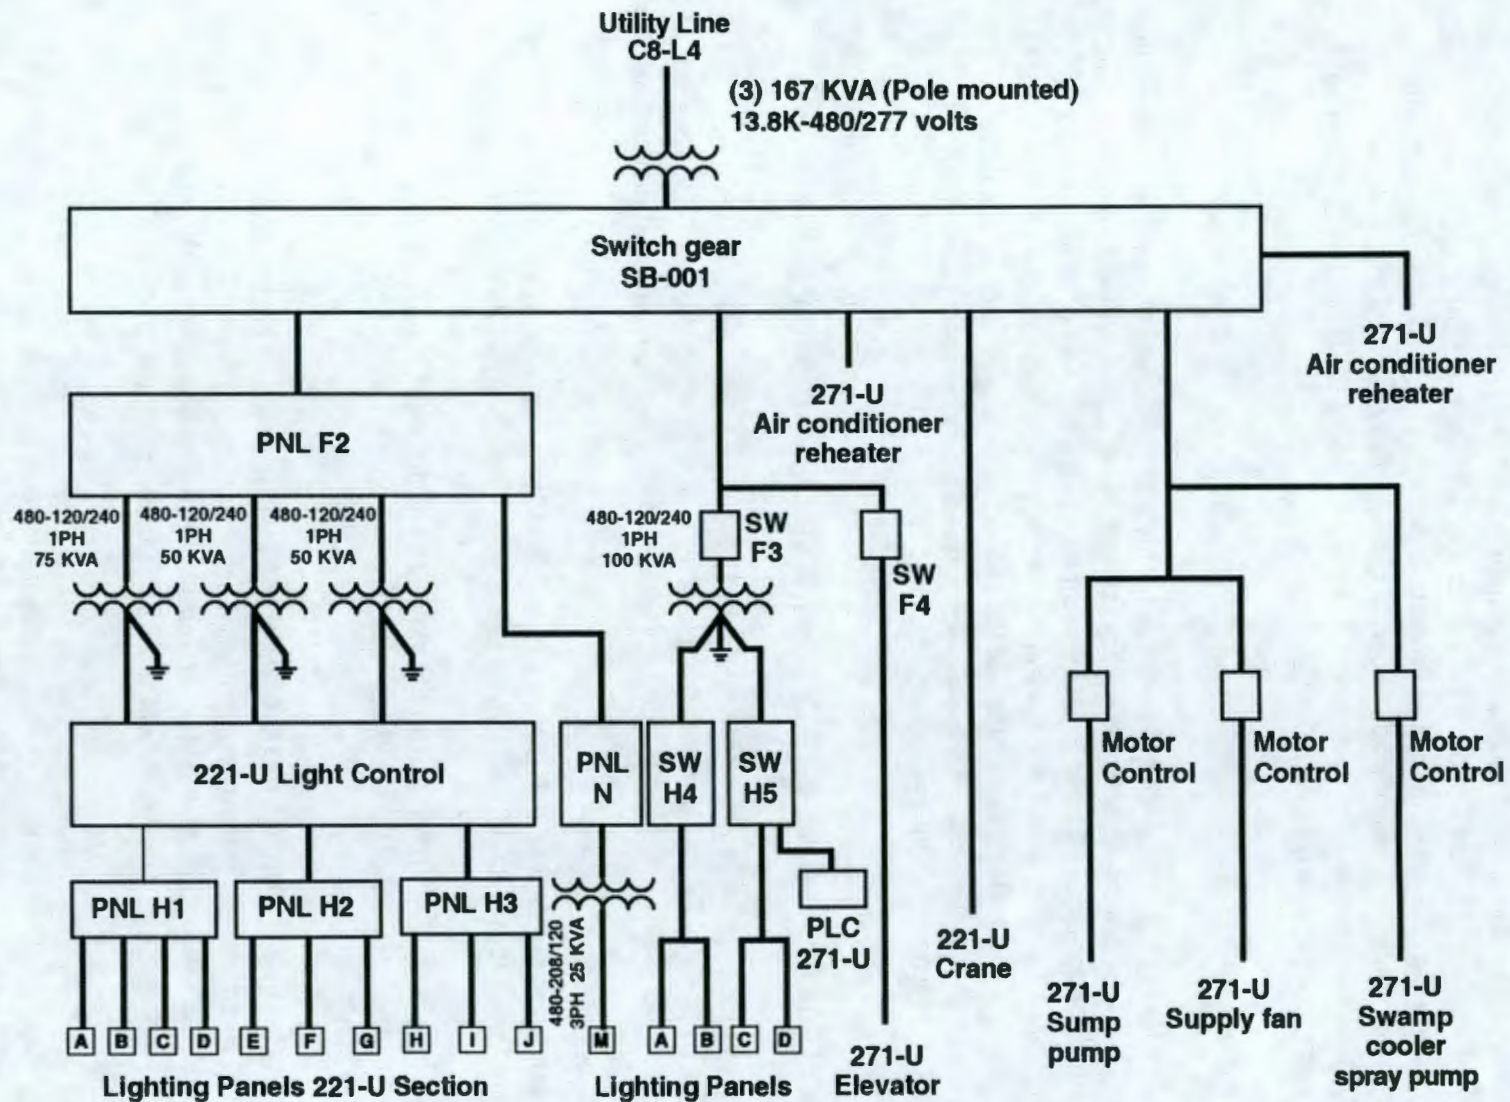 Utility Line
C8-L4
(3) 167 KVA (Pole mounted)
13.8K-480/277 volts
Switch gear
SB-001
271-U
Air conditioner
reheater
271-U
Air conditioner
reheater
PNL F2
480-120/240
1PH
75 KVA
480-120/240
1PH
50 KVA
480-120/240
1PH
50 KVA
480-120/240
1PH
100 KVA
SW
F3
SW
F4
221-U Light Control
PNL
N
SW
H4
SW
H5
Motor
Control
Motor
Control
Motor
Control
PNL H1
PNL H2
PNL H3
480-208/120
3PH 25 KVA
PLC
271-U
221-U
Crane
271-U
Sump
pump
271-U
Supply fan
271-U
Swamp
cooler
spray pump
A B C D E F G H I J M A B C D
Lighting Panels 221-U Section
Lighting Panels
271-U
Elevator